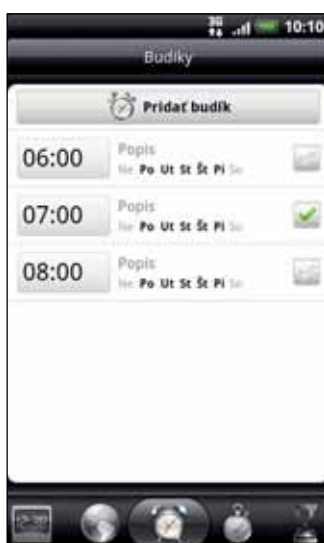 3G 10:10
Budíky
Pridať budík
06:00
Popis
Ne Po Ut St Št Pi So
07:00
Popis
Ne Po Ut St Št Pi So
08:00
Popis
Ne Po Ut St Št Pi So